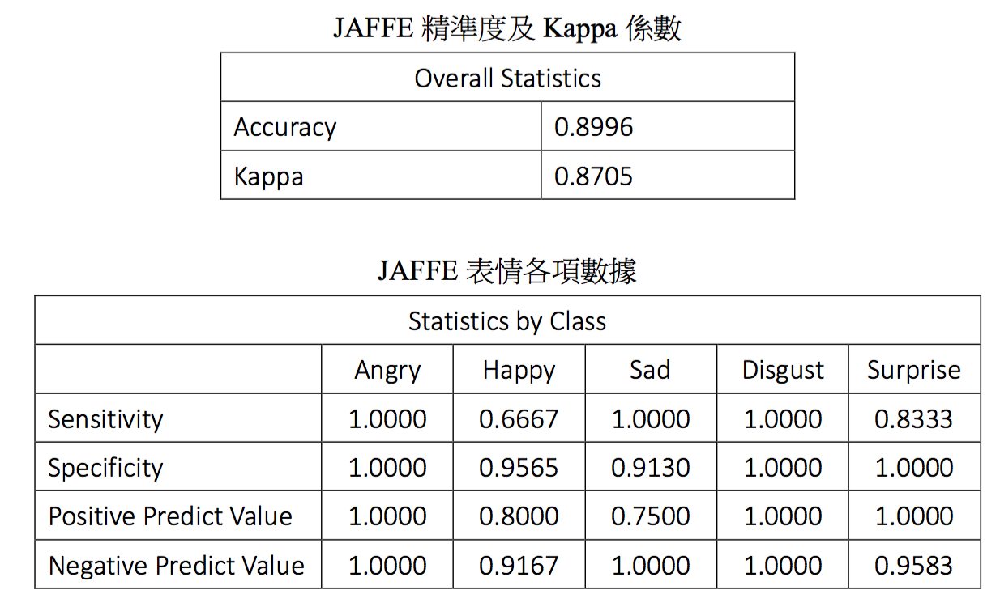 JAFFE 精準度及 Kappa 係數
Overall Statistics
Accuracy 0.8996
Kappa 0.8705
JAFFE 表情各項數據
Statistics by Class
Angry Happy Sad Disgust Surprise
Sensitivity 1.0000 0.6667 1.0000 1.0000 0.8333
Specificity 1.0000 0.9565 0.9130 1.0000 1.0000
Positive Predict Value 1.0000 0.8000 0.7500 1.0000 1.0000
Negative Predict Value 1.0000 0.9167 1.0000 1.0000 0.9583